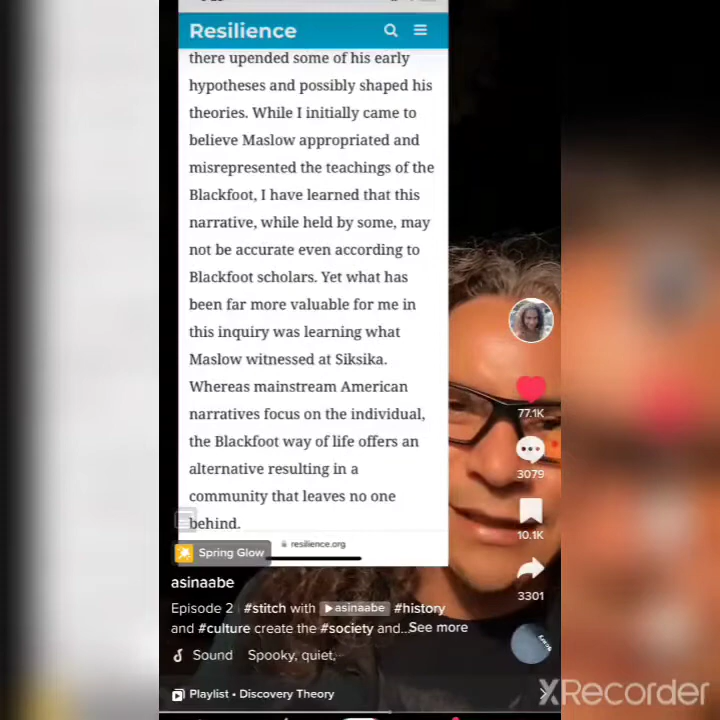 Resilience
there upended some of his early
hypotheses and possibly shaped his
theories. While I initially came to
believe Maslow appropriated and
misrepresented the teachings of the
Blackfoot, I have learned that this
narrative, while held by some, may
not be accurate even according to
Blackfoot scholars. Yet what has
been far more valuable for me in
this inquiry was learning what
Maslow witnessed at Siksika.
Whereas mainstream American
narratives focus on the individual,
the Blackfoot way of life offers an
alternative resulting in a
community that leaves no one
behind.
resilience.org
77.1K
3079
10.1K
3301
Spring Glow
asinaabe
Episode 2 #stitch with asinaabe #history
and #culture create the #society and...See more
Sound Spooky, quiet,
Playlist • Discovery Theory
XRecorder